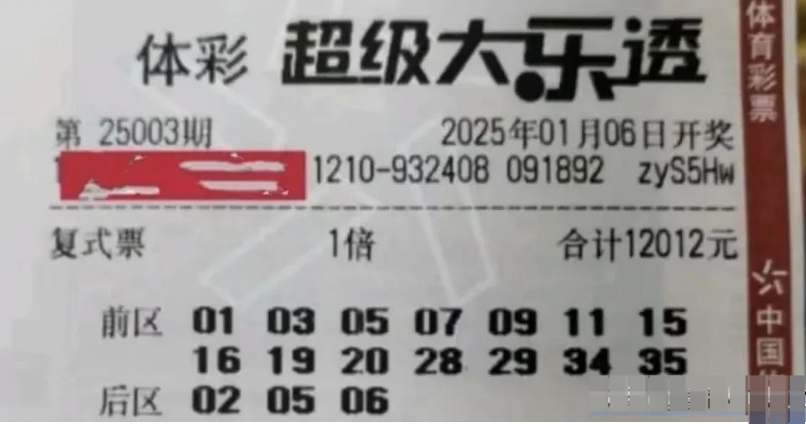 体彩 超级大乐透
第 25003期 2025年01月06日开奖
1210-932408 091892 zyS5Hw
复式票 1倍 合计12012元
前区 01 03 05 07 09 11 15
16 19 20 28 29 34 35
后区 02 05 06
体育彩票
中国